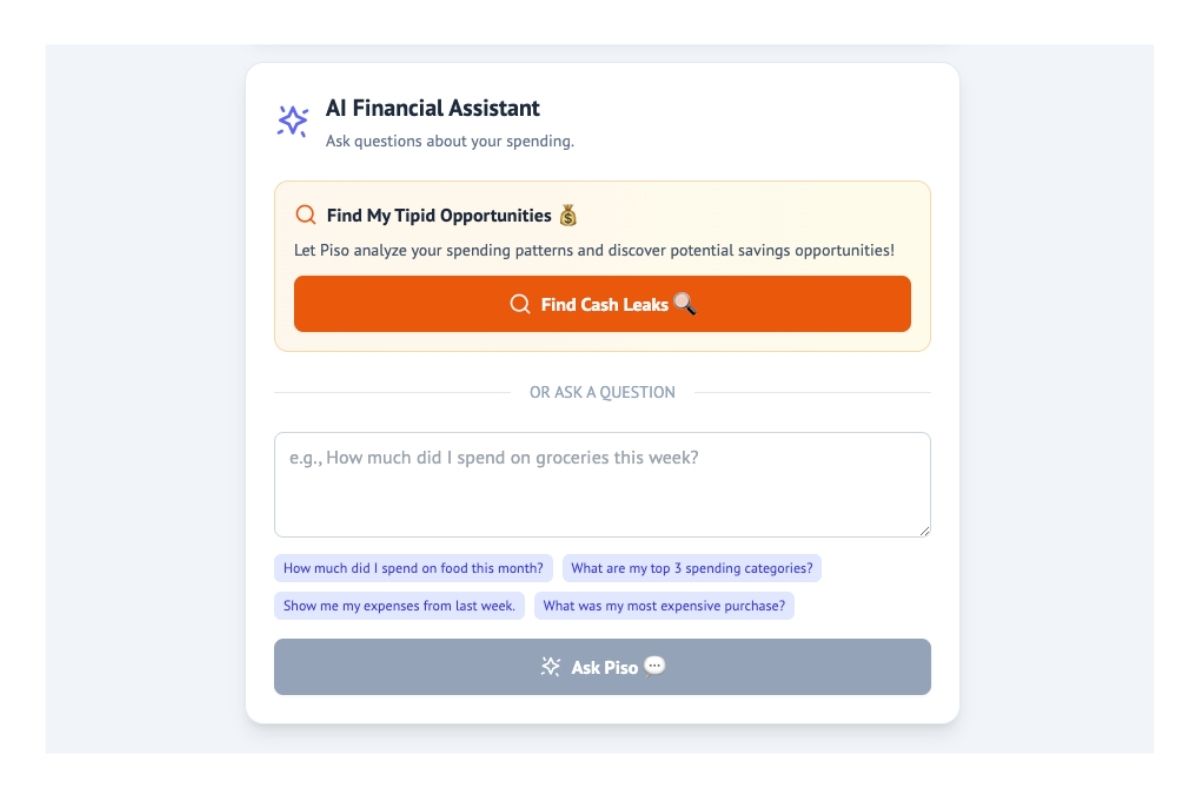 AI Financial Assistant
Ask questions about your spending.
Find My Tipid Opportunities 💰
Let Piso analyze your spending patterns and discover potential savings opportunities!
Find Cash Leaks 🔍
OR ASK A QUESTION
e.g., How much did I spend on groceries this week?
How much did I spend on food this month? What are my top 3 spending categories?
Show me my expenses from last week. What was my most expensive purchase?
Ask Piso 💬